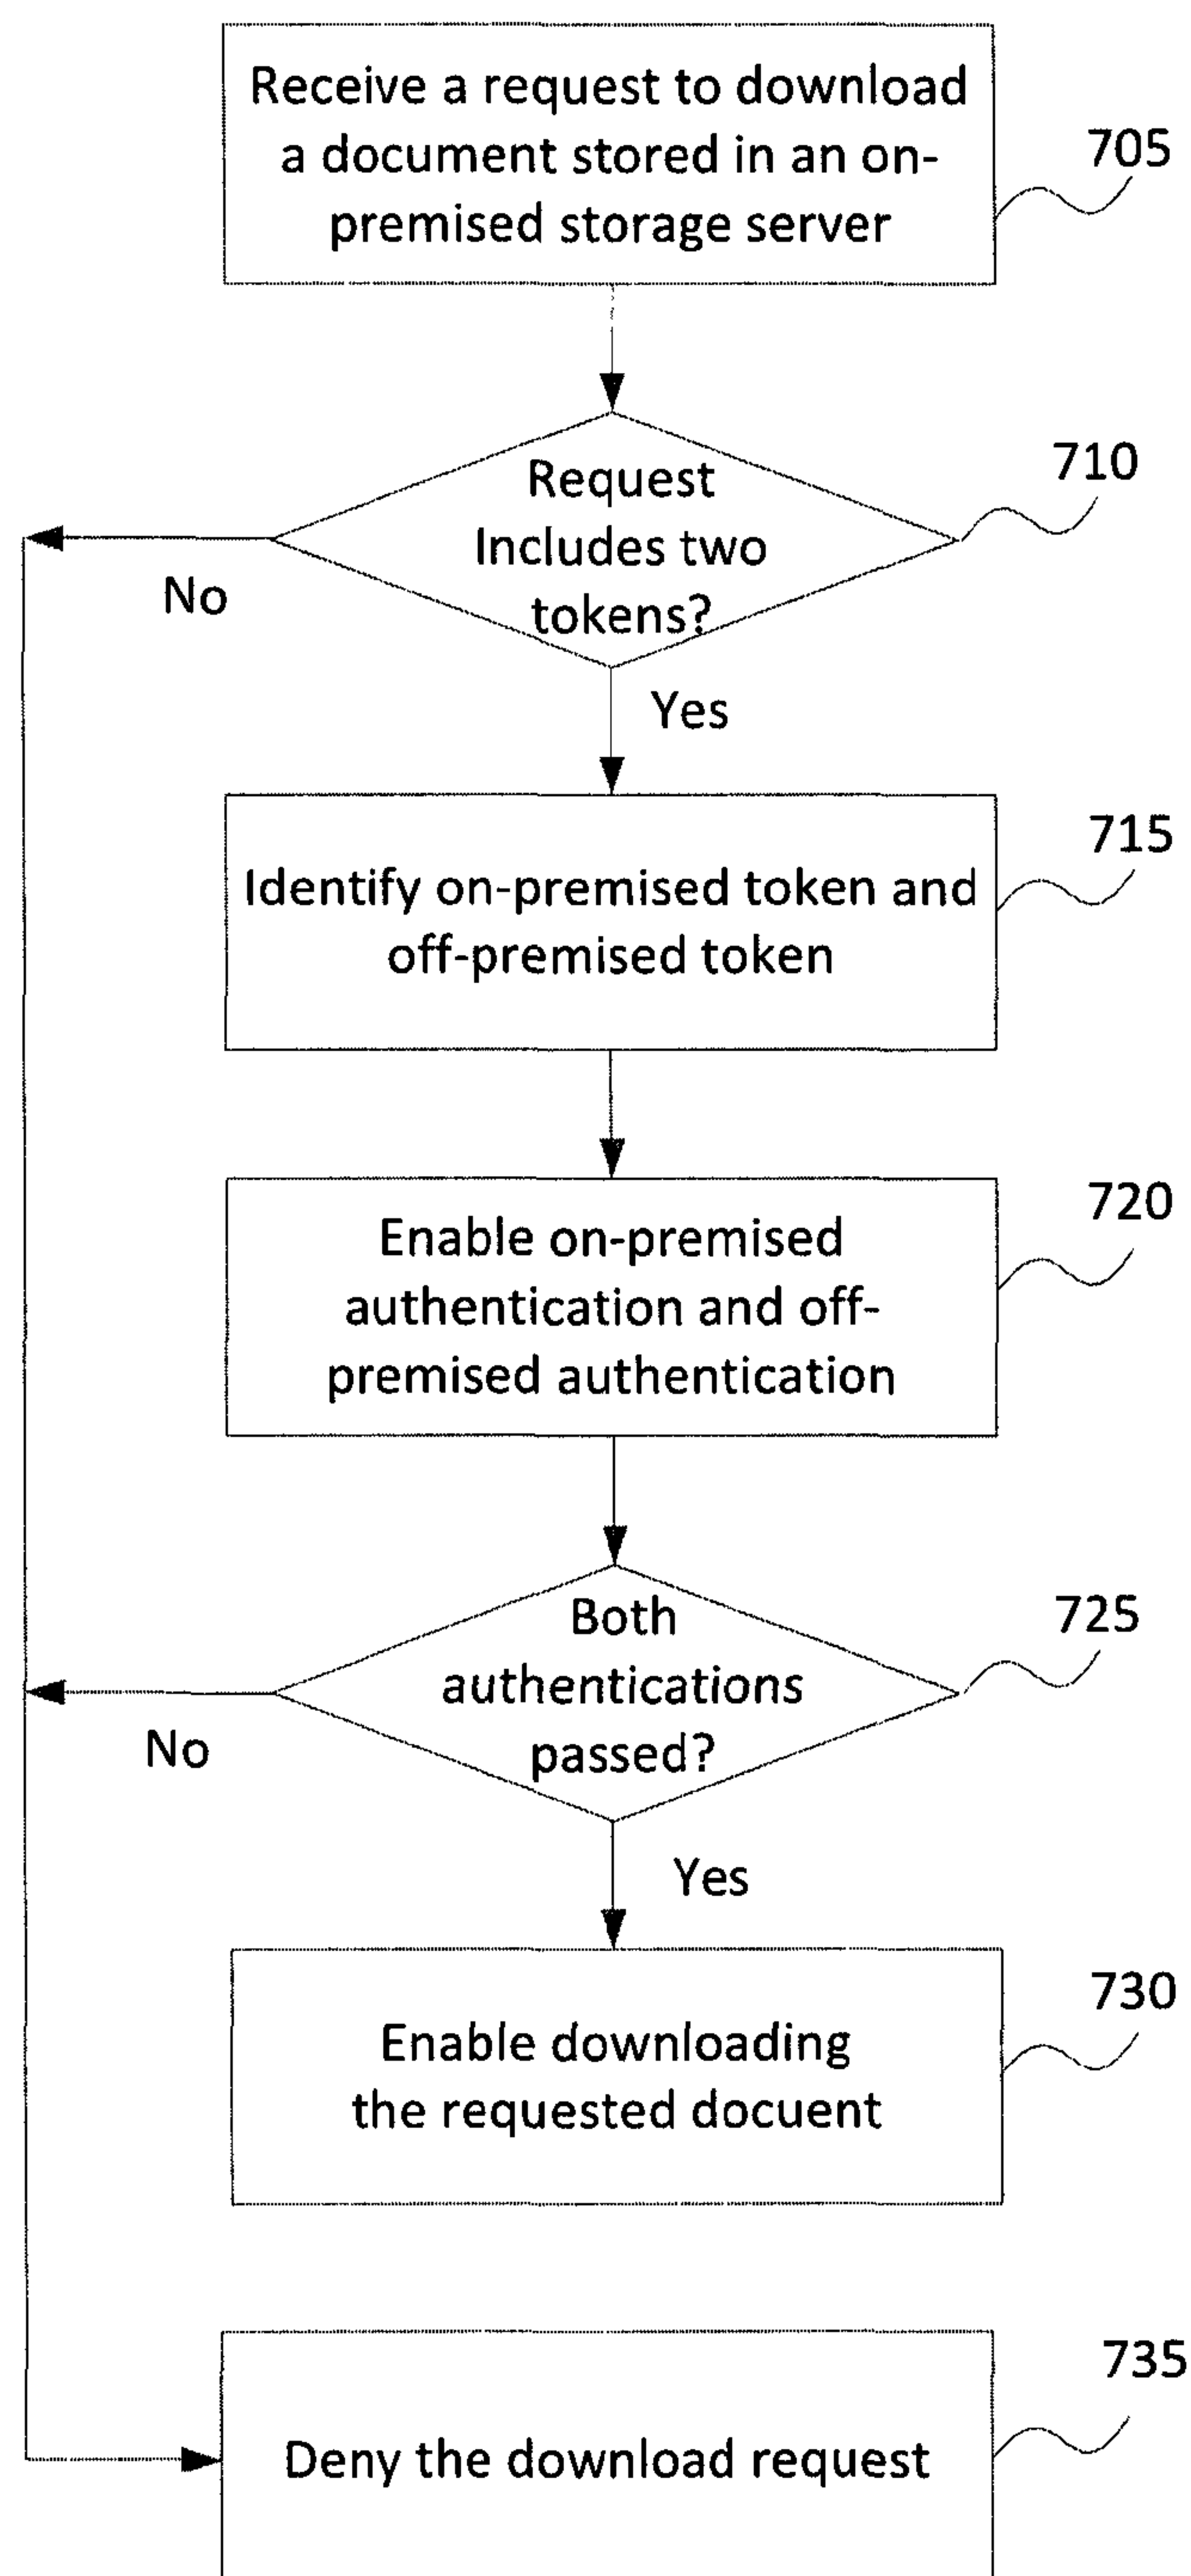 Receive a request to download
a document stored in an on-
premised storage server
705
Request
Includes two
tokens?
710
No
Yes
Identify on-premised token and
off-premised token
715
Enable on-premised
authentication and off-
premised authentication
720
Both
authentications
passed?
725
No
Yes
Enable downloading
the requested docuent
730
Deny the download request
735